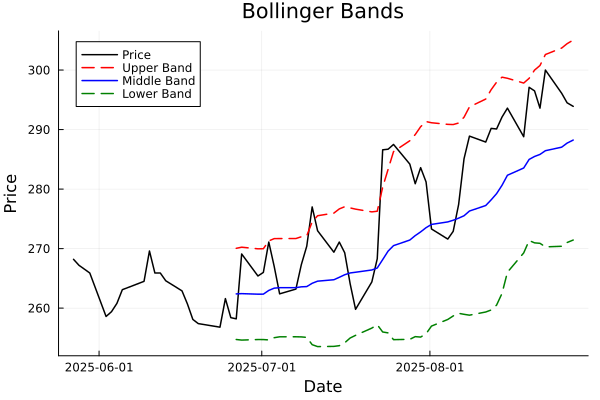 Bollinger Bands
Price
Upper Band
Middle Band
Lower Band
Price
300
290
280
270
260
2025-06-01
2025-07-01
2025-08-01
Date